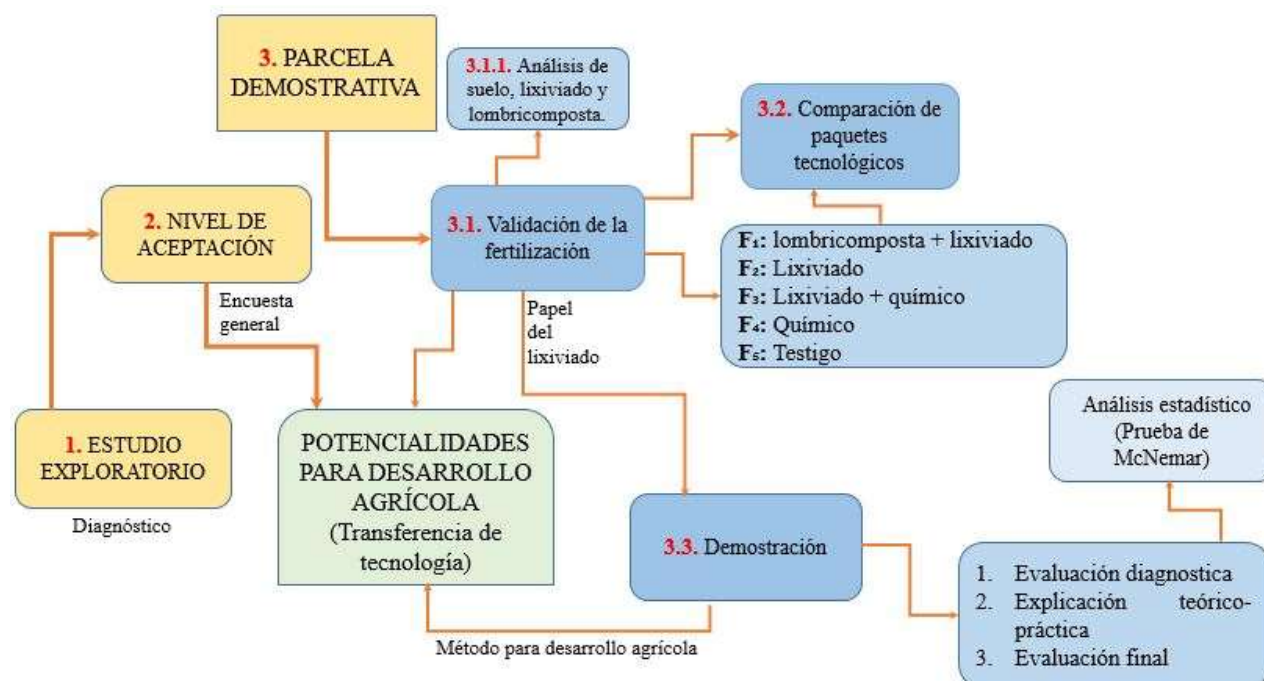 3. PARCELA
DEMOSTRATIVA
3.1.1. Análisis de
suelo, lixiviado y
lombricomposta.
3.2. Comparación de
paquetes
tecnológicos
2. NIVEL DE
ACEPTACIÓN
3.1. Validación de la
fertilización
F₁: lombricomposta + lixiviado
F₂: Lixiviado
F₃: Lixiviado + químico
F₄: Químico
F₅: Testigo
Encuesta
general
Papel
del
lixiviado
1. ESTUDIO
EXPLORATORIO
Diagnóstico
POTENCIALIDADES
PARA DESARROLLO
AGRÍCOLA
(Transferencia de
tecnología)
Análisis estadístico
(Prueba de
McNemar)
3.3. Demostración
1. Evaluación diagnostica
2. Explicación teórico-
práctica
3. Evaluación final
Método para desarrollo agrícola